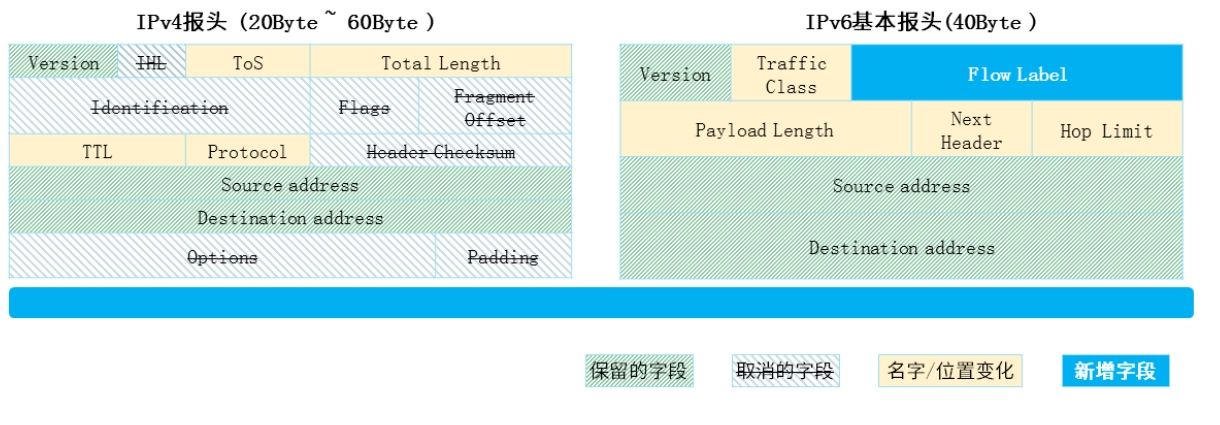 IPv4报头 (20Byte ~ 60Byte )
Version IHL ToS Total Length
Identification Flags Fragment Offset
TTL Protocol Header Checksum
Source address
Destination address
Options Padding
IPv6基本报头(40Byte )
Version Traffic Class Flow Label
Payload Length Next Header Hop Limit
Source address
Destination address
保留的字段 取消的字段 名字/位置变化 新增字段